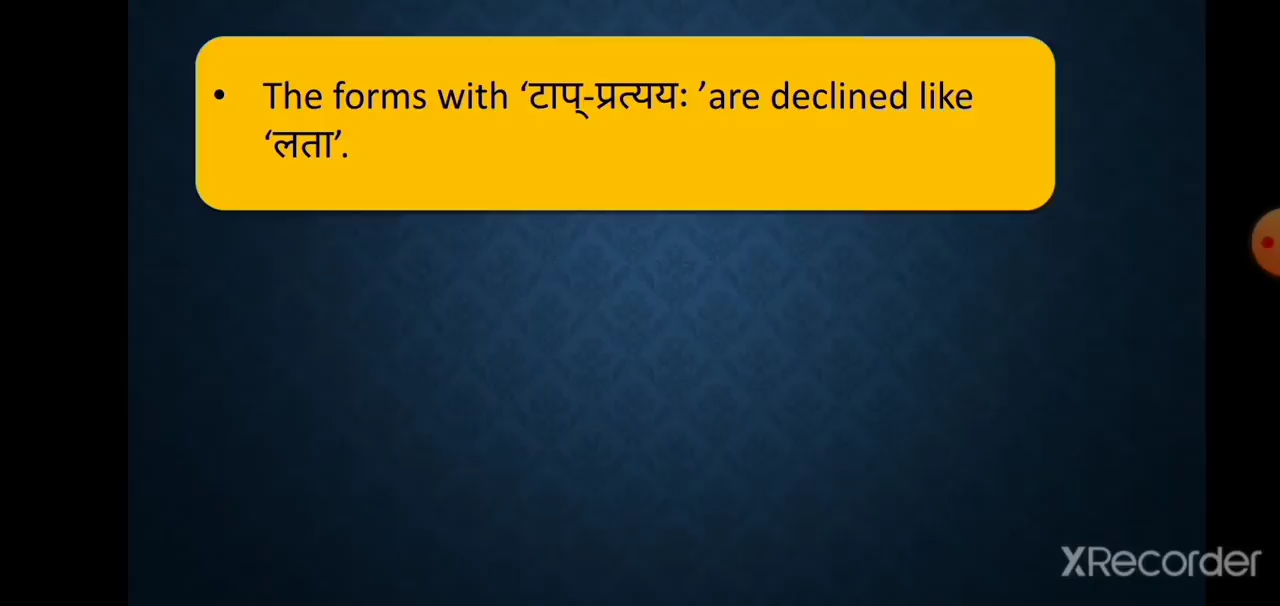 • The forms with ‘टाप्-प्रत्ययः ’are declined like
‘लता’.
XRecorder